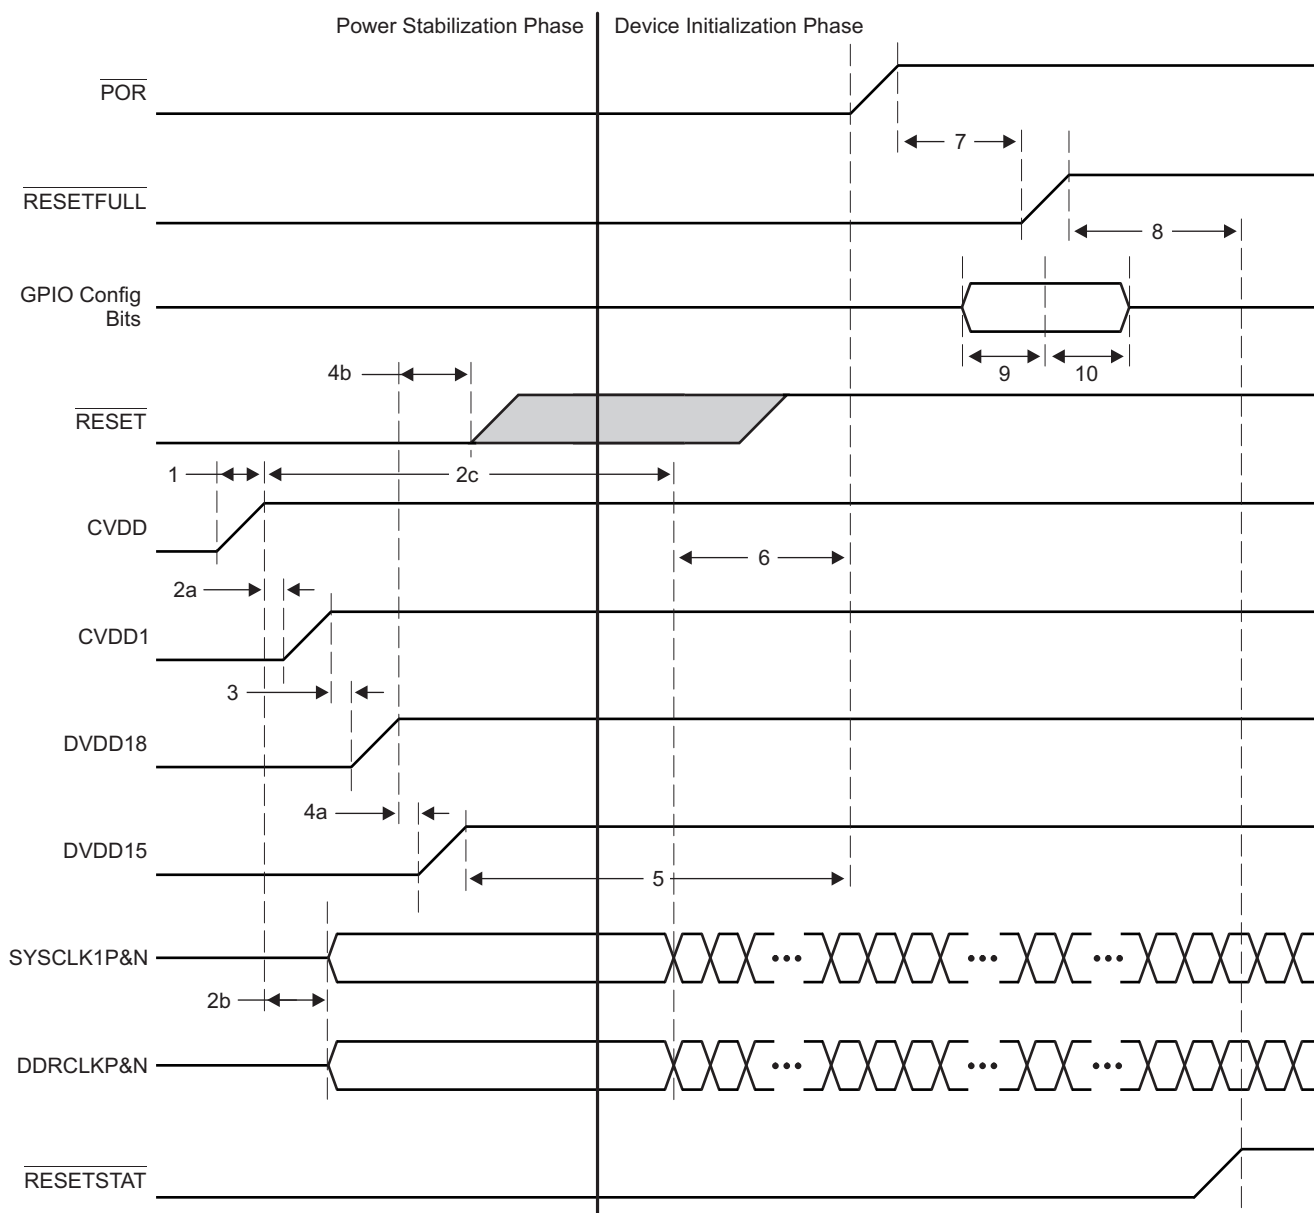 Power Stabilization Phase
Device Initialization Phase
POR
7
RESETFULL
8
GPIO Config
Bits
9
10
4b
RESET
1
2c
CVDD
6
2a
CVDD1
3
DVDD18
4a
DVDD15
5
SYSCLK1P&N
2b
DDRCLKP&N
RESETSTAT